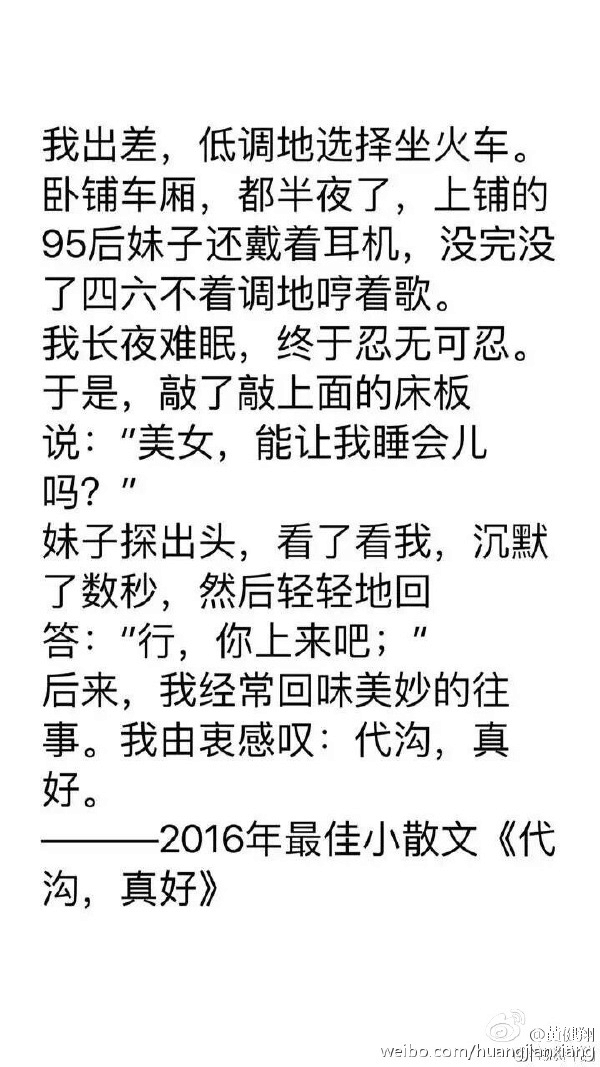 我出差，低调地选择坐火车。
卧铺车厢，都半夜了，上铺的
95后妹子还戴着耳机，没完没
了四六不着调地哼着歌。
我长夜难眠，终于忍无可忍。
于是，敲了敲上面的床板
说："美女，能让我睡会儿
吗？"
妹子探出头，看了看我，沉默
了数秒，然后轻轻地回
答："行，你上来吧；"
后来，我经常回味美妙的往
事。我由衷感叹：代沟，真
好。
———2016年最佳小散文《代
沟，真好》
@黄健翔
weibo.com/huangjianxiang